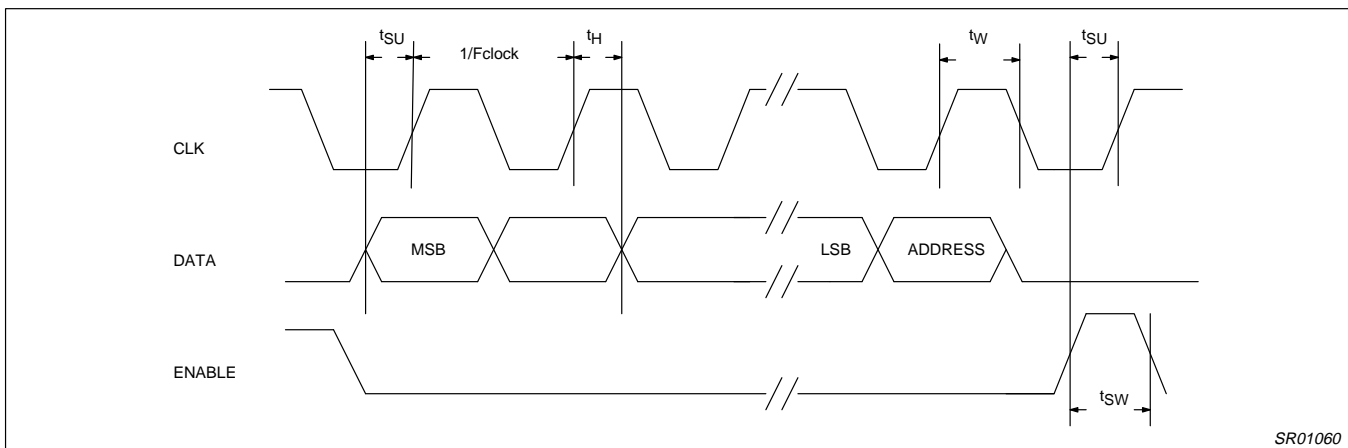 tSU 1/Fclock tH tW tSU
CLK
MSB LSB ADDRESS
DATA
ENABLE
tSW
SR01060